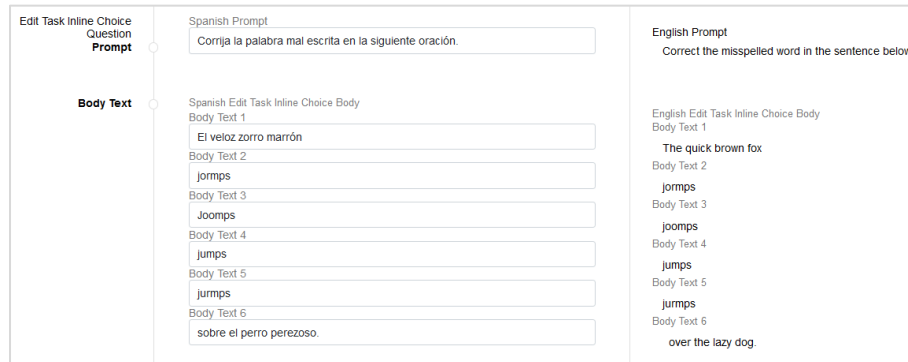 Edit Task Inline Choice
Question
Prompt
Spanish Prompt
Corrija la palabra mal escrita en la siguiente oración.
English Prompt
Correct the misspelled word in the sentence below
Body Text
Spanish Edit Task Inline Choice Body
Body Text 1
El veloz zorro marrón
Body Text 2
jormps
Body Text 3
Joomps
Body Text 4
jumps
Body Text 5
jurmps
Body Text 6
sobre el perro perezoso.
English Edit Task Inline Choice Body
Body Text 1
The quick brown fox
Body Text 2
jormps
Body Text 3
joomps
Body Text 4
jumps
Body Text 5
jurmps
Body Text 6
over the lazy dog.